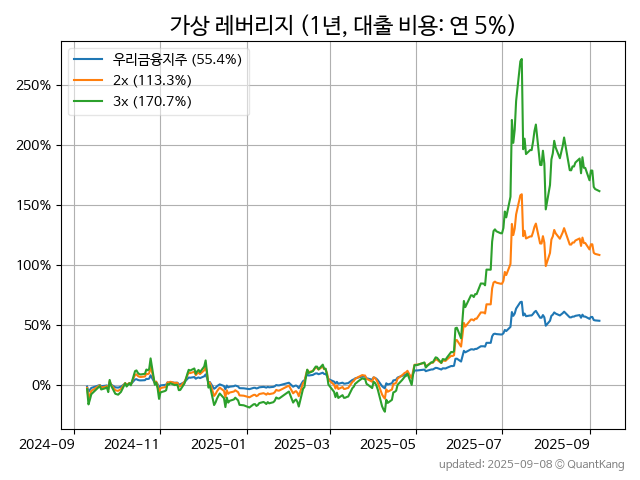 가상 레버리지 (1년, 대출 비용: 연 5%)
우리금융지주 (55.4%)
2x (113.3%)
3x (170.7%)
250%
200%
150%
100%
50%
0%
2024-09 2024-11 2025-01 2025-03 2025-05 2025-07 2025-09
updated: 2025-09-08 © QuantKang